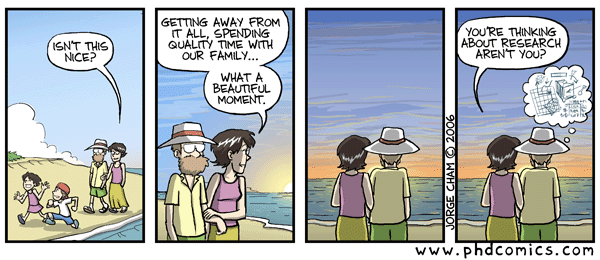 ISN'T THIS
NICE?
GETTING AWAY FROM
IT ALL, SPENDING
QUALITY TIME WITH
OUR FAMILY...
WHAT A
BEAUTIFUL
MOMENT.
YOU'RE THINKING
ABOUT RESEARCH
AREN'T YOU?
JORGE CHAM © 2006
www.phdcomics.com